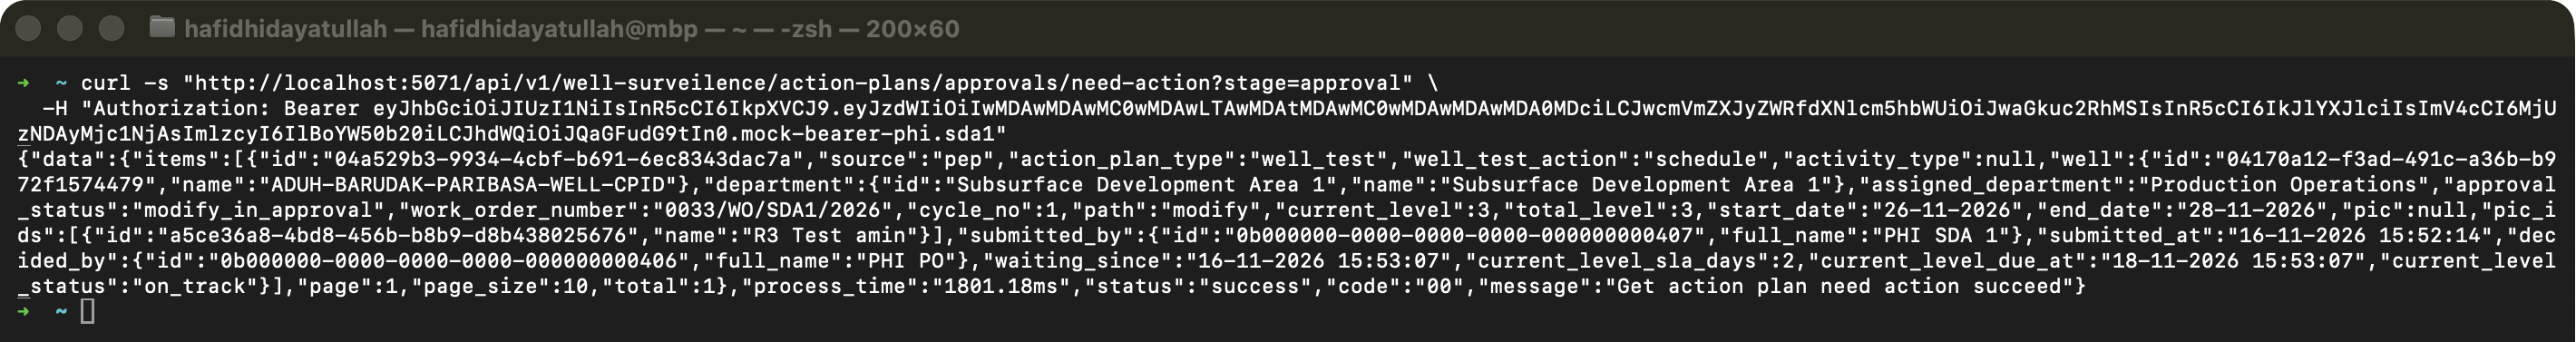 hafidhidayatullah — hafidhidayatullah@mbp — ~ — -zsh — 200×60
➜  ~ curl -s "http://localhost:5071/api/v1/well-surveilence/action-plans/approvals/need-action?stage=approval" \
  -H "Authorization: Bearer eyJhbGciOiJIUzI1NiIsInR5cCI6IkpXVCJ9.eyJzdWIiOiIwMDAwMDAwMC0wMDAwLTAwMDAtMDAwMC0wMDAwMDAwMDA0MDciLCJwcmVmZXJyZWRfdXNlcm5hbWUiOiJwaGkuc2RhMSIsInR5cCI6IkJlYXJlciIsImV4cCI6MjU
zNDAyMjc1NjAsImlzcyI6IlBoYW50b20iLCJhdWQiOiJQaGFudG9tIn0.mock-bearer-phi.sda1"
{"data":{"items":[{"id":"04a529b3-9934-4cbf-b691-6ec8343dac7a","source":"pep","action_plan_type":"well_test","well_test_action":"schedule","activity_type":null,"well":{"id":"04170a12-f3ad-491c-a36b-b9
72f1574479","name":"ADUH-BARUDAK-PARIBASA-WELL-CPID"},"department":{"id":"Subsurface Development Area 1","name":"Subsurface Development Area 1"},"assigned_department":"Production Operations","approval
_status":"modify_in_approval","work_order_number":"0033/WO/SDA1/2026","cycle_no":1,"path":"modify","current_level":3,"total_level":3,"start_date":"26-11-2026","end_date":"28-11-2026","pic":null,"pic_i
ds":[{"id":"a5ce36a8-4bd8-456b-b8b9-d8b438025676","name":"R3 Test amin"}],"submitted_by":{"id":"0b000000-0000-0000-0000-000000000407","full_name":"PHI SDA 1"},"submitted_at":"16-11-2026 15:52:14","dec
ided_by":{"id":"0b000000-0000-0000-0000-000000000406","full_name":"PHI PO"},"waiting_since":"16-11-2026 15:53:07","current_level_sla_days":2,"current_level_due_at":"18-11-2026 15:53:07","current_level
_status":"on_track"}],"page":1,"page_size":10,"total":1},"process_time":"1801.18ms","status":"success","code":"00","message":"Get action plan need action succeed"}
➜  ~